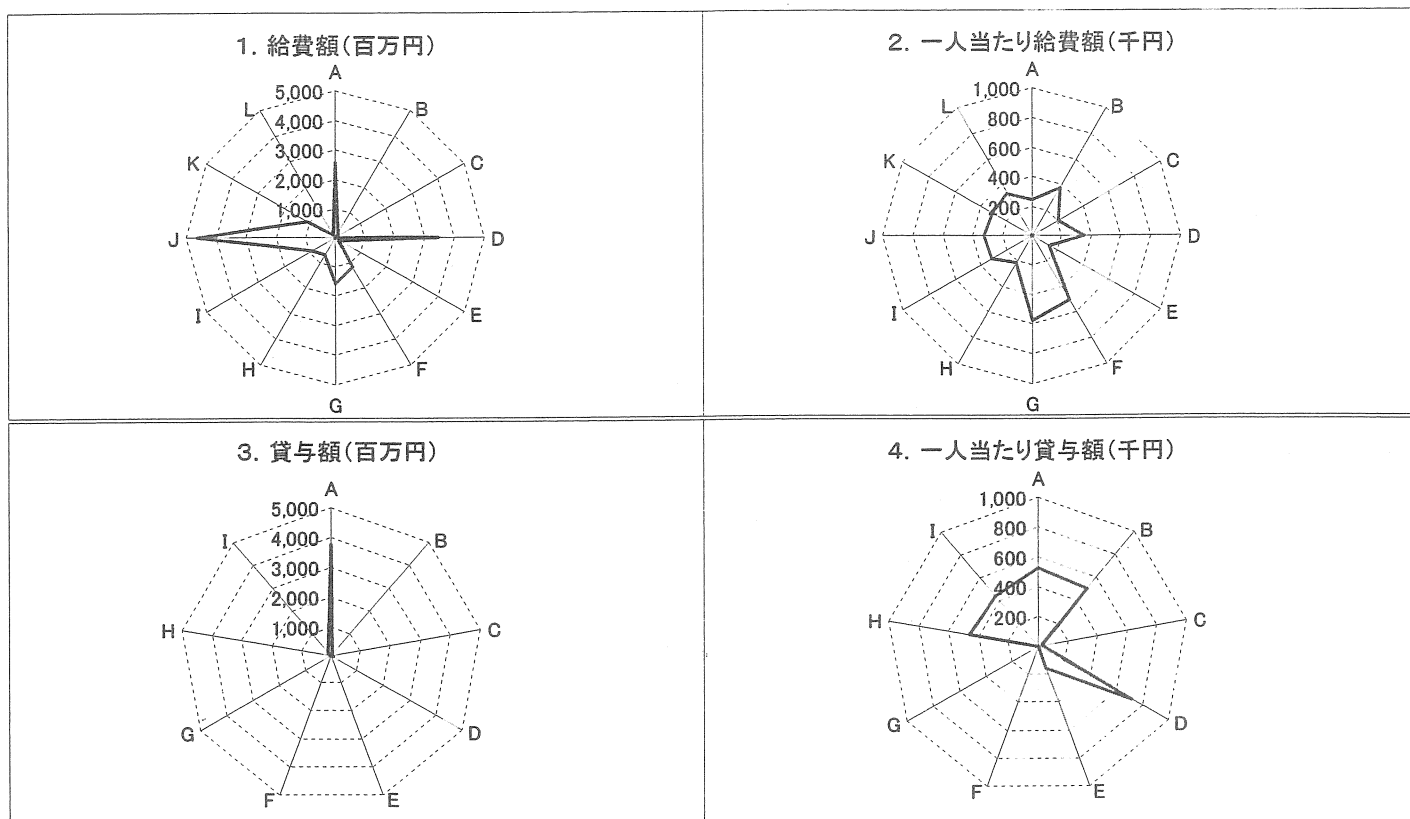 1. 給費額(百万円)
A
5,000
B
L
4,000
3,000
K
C
2,000
1,000
J
D
I
E
H
F
G
2. 一人当たり給費額(千円)
A
1,000
L
B
800
600
K
C
400
200
J
D
I
E
H
F
G
3. 貸与額(百万円)
A
5,000
I
B
4,000
3,000
2,000
H
C
1,000
G
D
F
E
4. 一人当たり貸与額(千円)
A
1,000
I
B
800
600
400
H
C
200
G
D
F
E